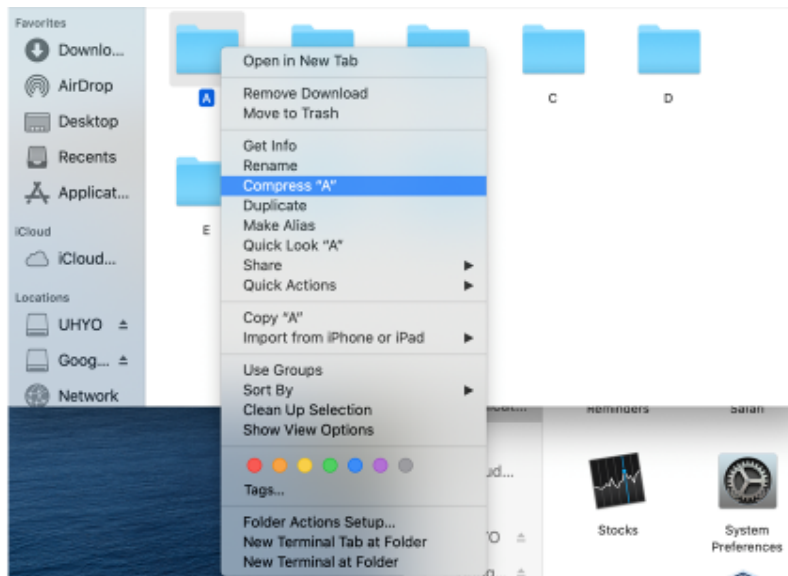 Favorites
Downlo...
AirDrop
Desktop
Recents
Applicat...
iCloud
iCloud...
Locations
UHYO
Goog...
Network
A
C
D
E
Open in New Tab
Remove Download
Move to Trash
Get Info
Rename
Compress “A”
Duplicate
Make Alias
Quick Look “A”
Share
Quick Actions
Copy “A”
Import from iPhone or iPad
Use Groups
Sort By
Clean Up Selection
Show View Options
Tags...
Folder Actions Setup...
New Terminal Tab at Folder
New Terminal at Folder
Reminders
Safari
Stocks
System
Preferences